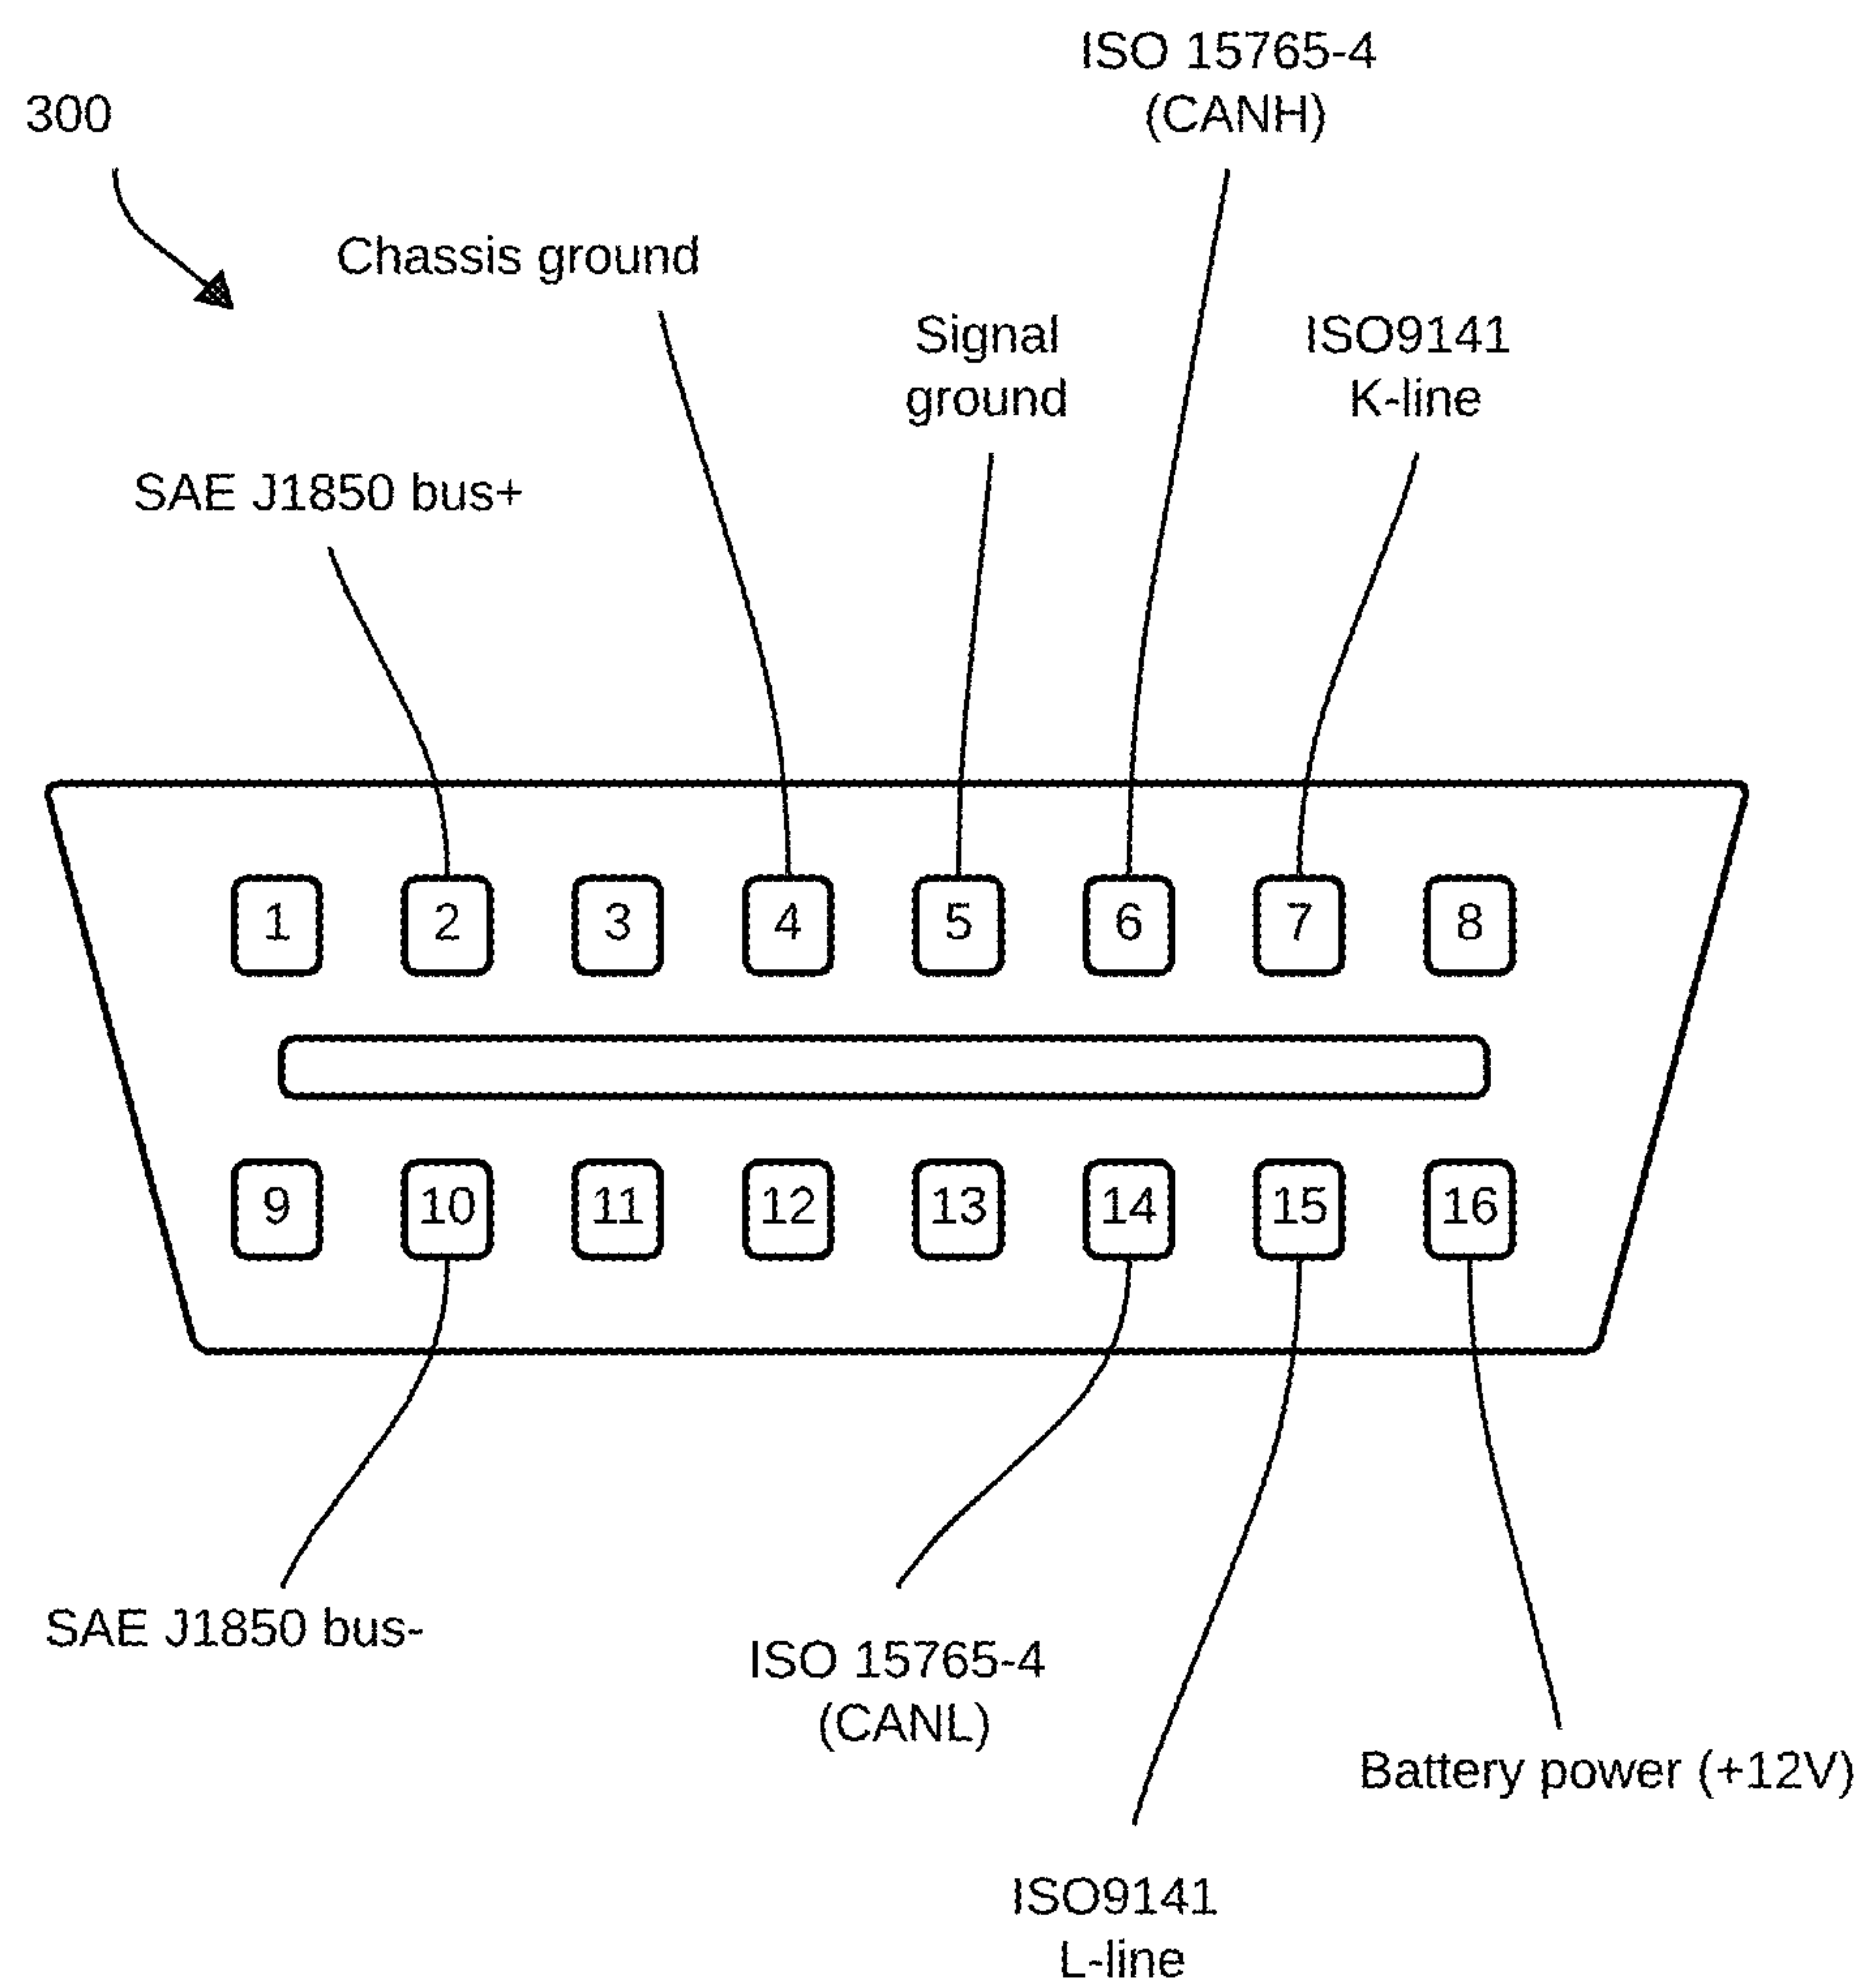 ISO 15765-4
(CANH)
300
Chassis ground
Signal
ground
ISO9141
K-line
SAE J1850 bus+
1 2 3 4 5 6 7 8
9 10 11 12 13 14 15 16
SAE J1850 bus-
ISO 15765-4
(CANL)
Battery power (+12V)
ISO9141
L-line